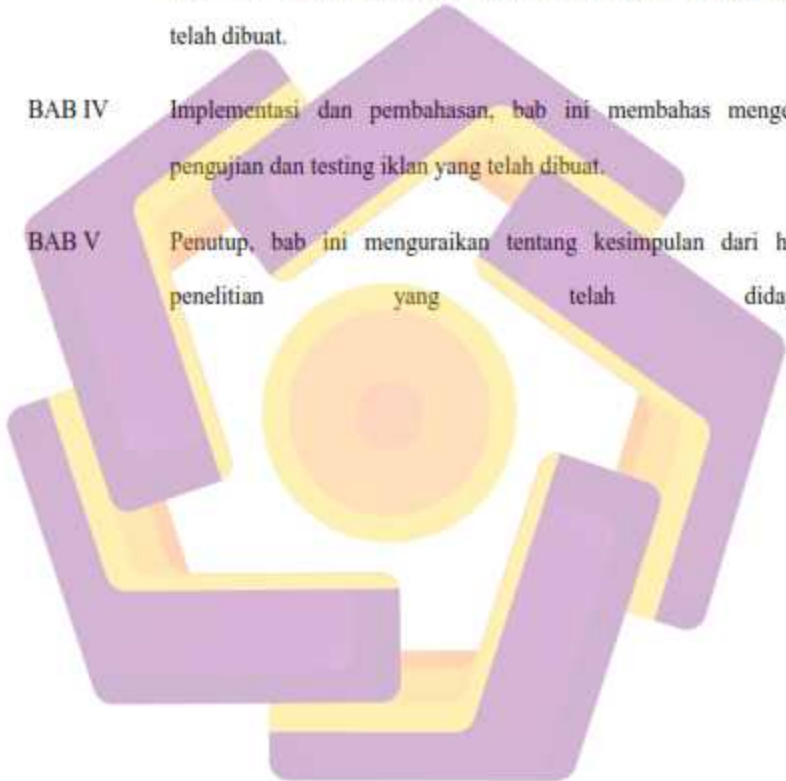 telah dibuat.
BAB IV Implementasi dan pembahasan, bab ini membahas
pengujian dan testing iklan yang telah dibuat.
BAB V Penutup, bab ini menguraikan tentang kesimpulan dari
penelitian yang telah